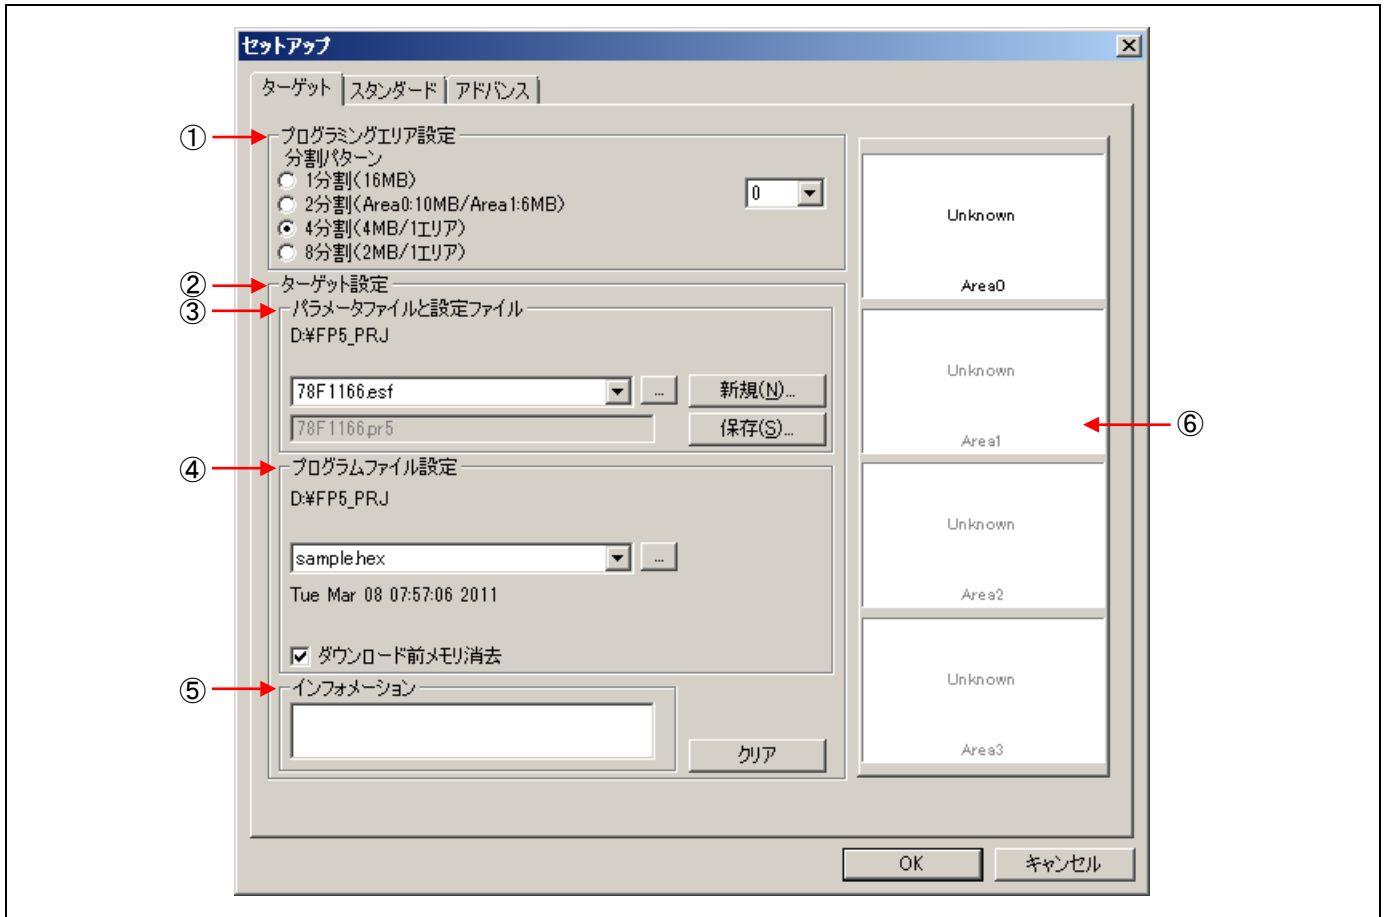 セットアップ
ターゲット スタンダード アドバンス
① プログラミングエリア設定
分割パターン
1分割(16MB)
2分割(Area0:10MB/Area1:6MB)
4分割(4MB/1エリア)
8分割(2MB/1エリア)
0
② ターゲット設定
③ パラメータファイルと設定ファイル
D:¥FP5_PRJ
78F1166.esf ... 新規(N)...
78F1166.pr5 保存(S)...
④ プログラムファイル設定
D:¥FP5_PRJ
sample.hex ...
Tue Mar 08 07:57:06 2011
ダウンロード前メモリ消去
⑤ インフォメーション
クリア
Unknown
Area0
Unknown
Area1
⑥
Unknown
Area2
Unknown
Area3
OK キャンセル